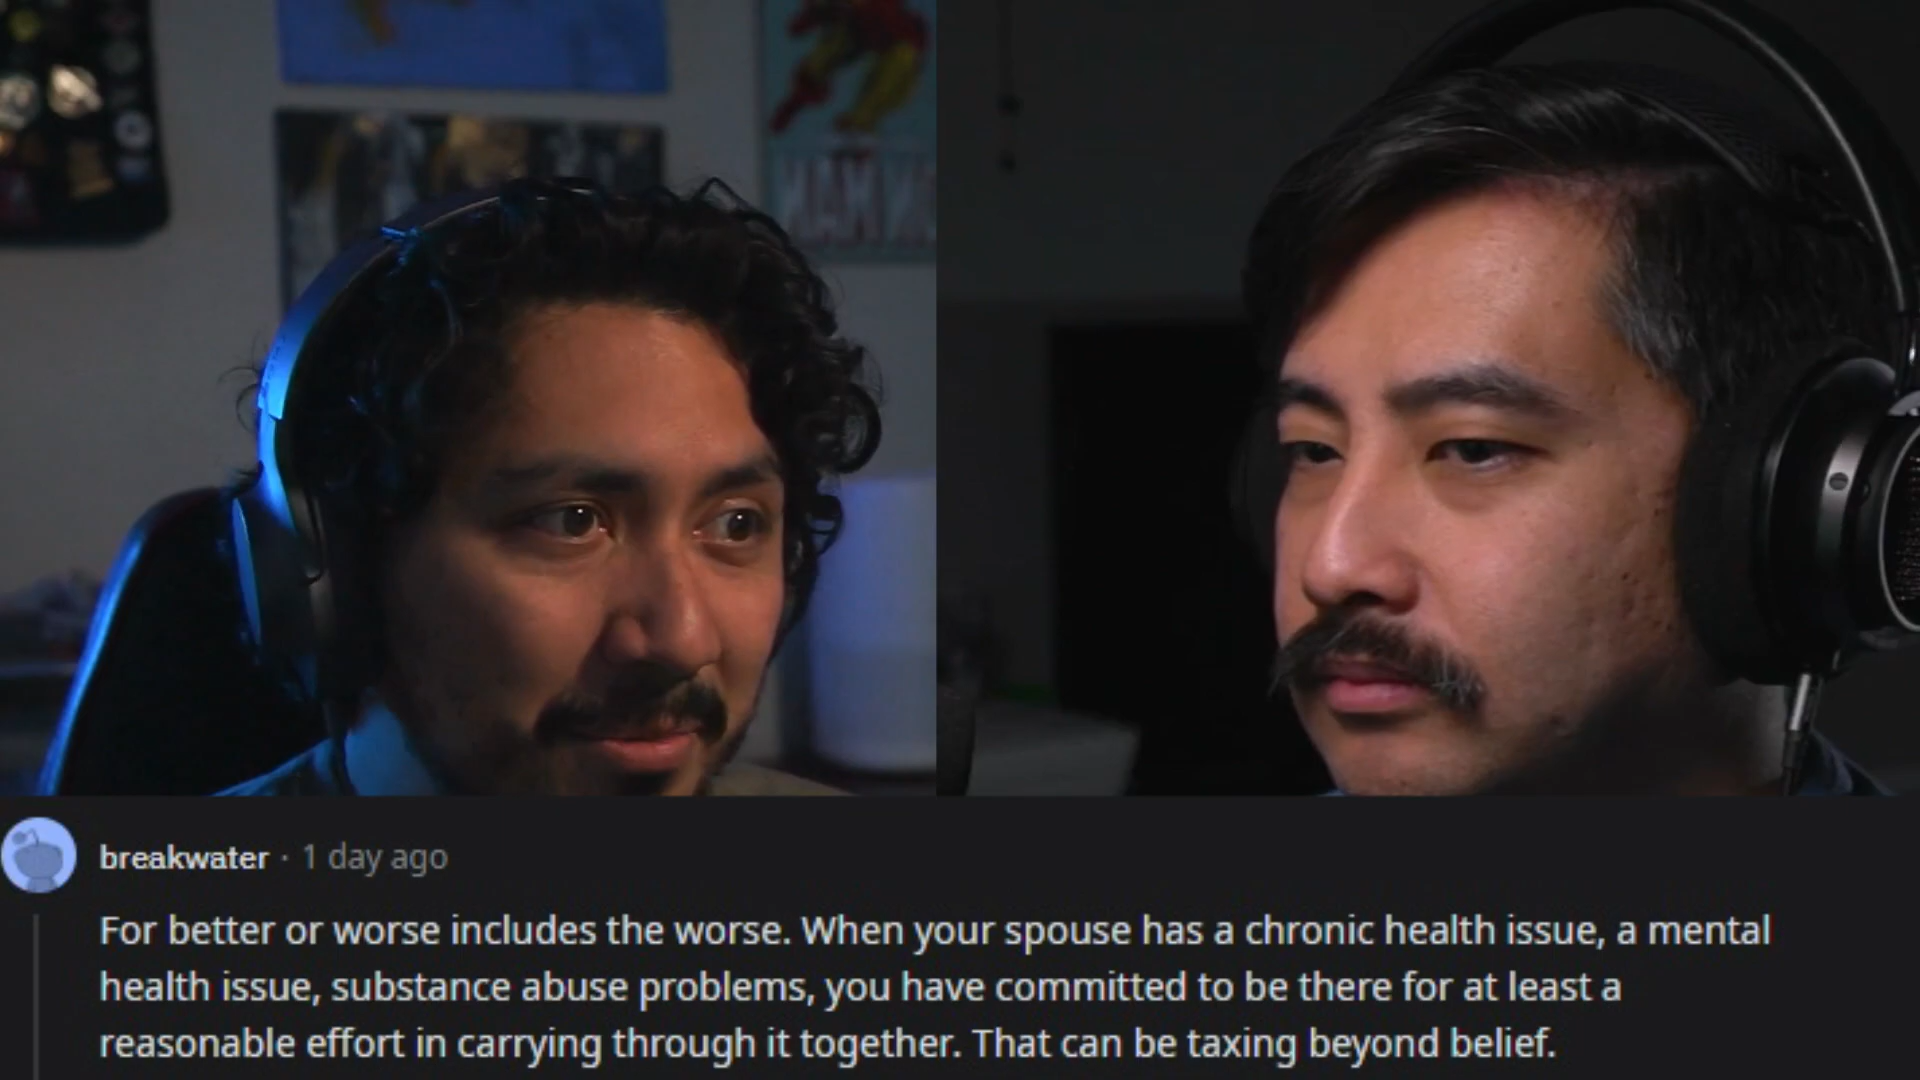 breakwater · 1 day ago
For better or worse includes the worse. When your spouse has a chronic health issue, a mental
health issue, substance abuse problems, you have committed to be there for at least a
reasonable effort in carrying through it together. That can be taxing beyond belief.